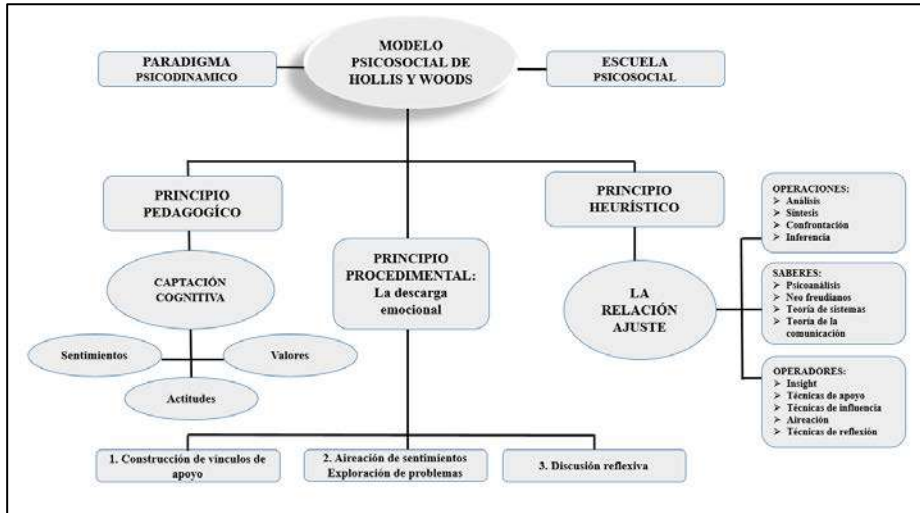 MODELO
PSICOSOCIAL DE
HOLLIS Y WOODS
PARADIGMA
PSICODINAMICO
ESCUELA
PSICOSOCIAL
PRINCIPIO
PEDAGOGÍCO
CAPTACIÓN
COGNITIVA
Sentimientos
Valores
Actitudes
PRINCIPIO
PROCEDIMENTAL:
La descarga
emocional
1. Construcción de vínculos de
apoyo
2. Aireación de sentimientos
Exploración de problemas
3. Discusión reflexiva
PRINCIPIO
HEURÍSTICO
LA
RELACIÓN
AJUSTE
OPERACIONES:
➤ Análisis
➤ Síntesis
➤ Confrontación
➤ Inferencia
SABERES:
➤ Psicoanálisis
➤ Neo freudianos
➤ Teoría de sistemas
➤ Teoría de la
comunicación
OPERADORES:
➤ Insight
➤ Técnicas de apoyo
➤ Técnicas de influencia
➤ Aireación
➤ Técnicas de reflexión